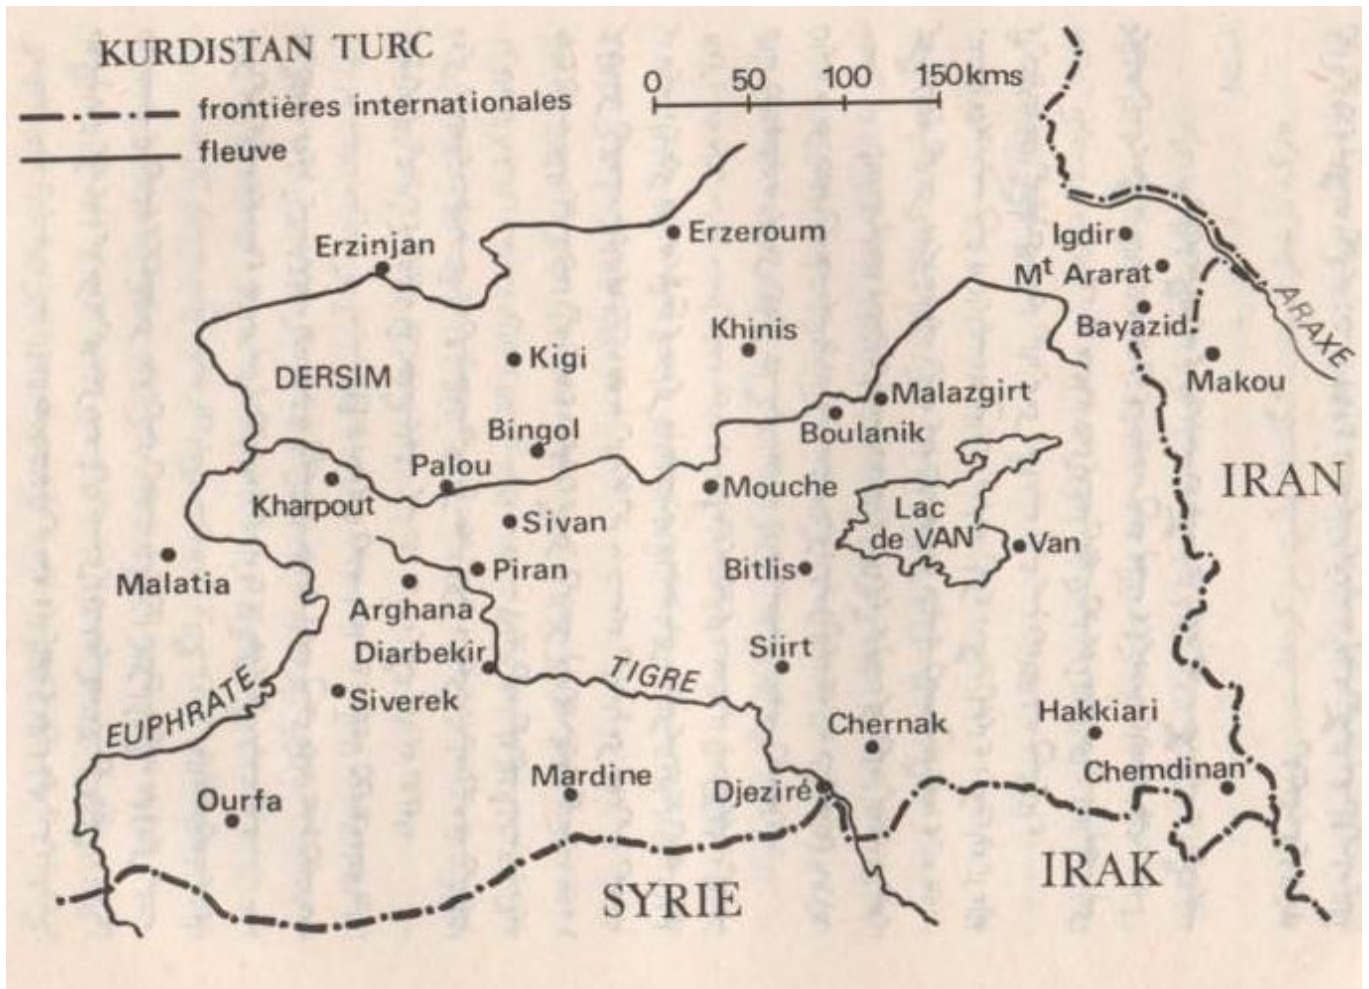 KURDISTAN TURC
frontières internationales
fleuve
0 50 100 150kms
Erzinjan
Erzeroum
Igdir
Mt Ararat
ARAXE
Bayazid
Makou
Khinis
Kigi
DERSIM
Malazgirt
Boulanik
Bingol
Palou
Kharpout
Mouche
IRAN
Lac
de VAN
Van
Sivan
Malatia
Piran
Bitlis
Arghana
Diarbekir
Siirt
TIGRE
EUPHRATE
Siverek
Chernak
Hakkiari
Chemdinan
Mardine
Djeziré
Ourfa
SYRIE
IRAK